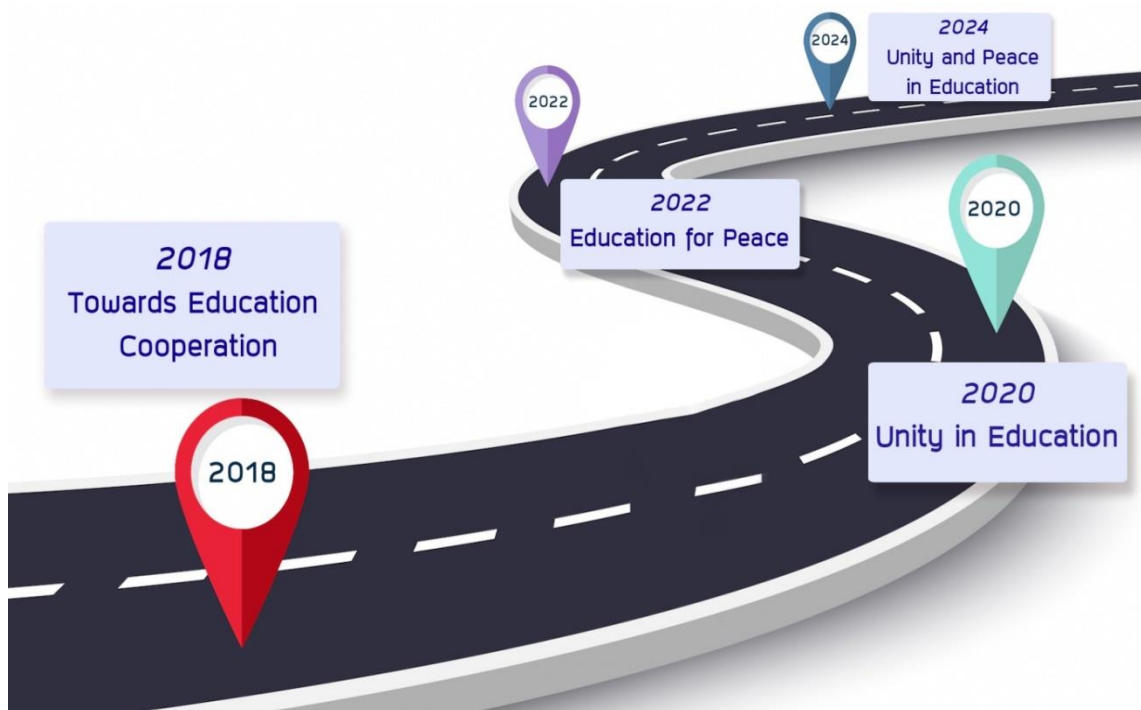 2018
Towards Education
Cooperation
2018
2020
2020
Unity in Education
2022
2022
Education for Peace
2024
2024
Unity and Peace
in Education